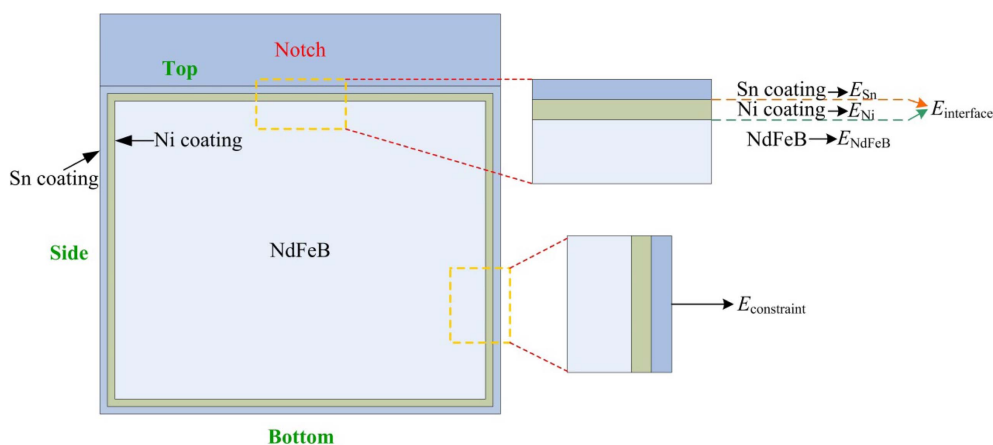 Notch
Top
Sn coating→E_Sn
Ni coating→E_Ni
E_interface
NdFeB→E_NdFeB
Ni coating
Sn coating
Side
NdFeB
E_constraint
Bottom